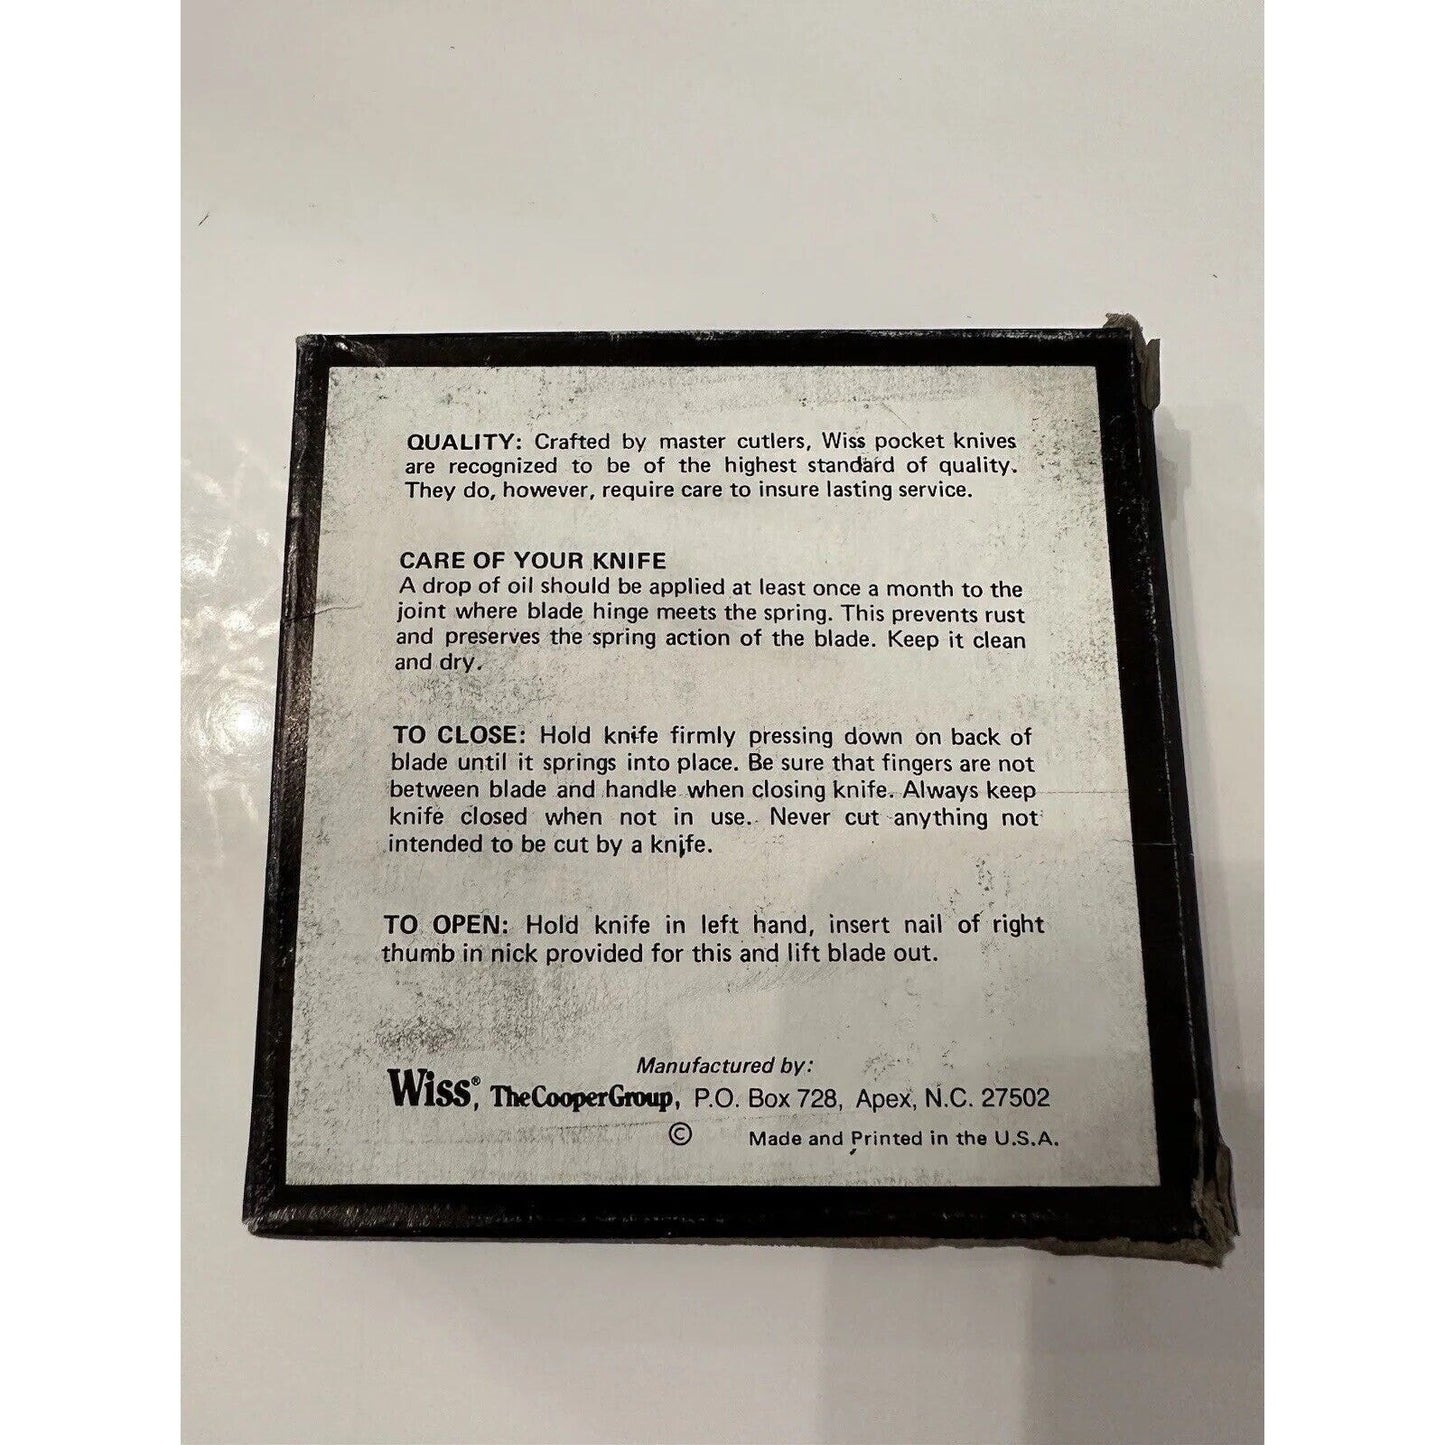 QUALITY: Crafted by master cutlers, Wiss pocket knives
are recognized to be of the highest standard of quality.
They do, however, require care to insure lasting service.
CARE OF YOUR KNIFE
A drop of oil should be applied at least once a month to the
joint where blade hinge meets the spring. This prevents rust
and preserves the spring action of the blade. Keep it clean
and dry.
TO CLOSE: Hold knife firmly pressing down on back of
blade until it springs into place. Be sure that fingers are not
between blade and handle when closing knife. Always keep
knife closed when not in use. Never cut anything not
intended to be cut by a knife.
TO OPEN: Hold knife in left hand, insert nail of right
thumb in nick provided for this and lift blade out.
Manufactured by:
Wiss®, The Cooper Group, P.O. Box 728, Apex, N.C. 27502
© Made and Printed in the U.S.A.